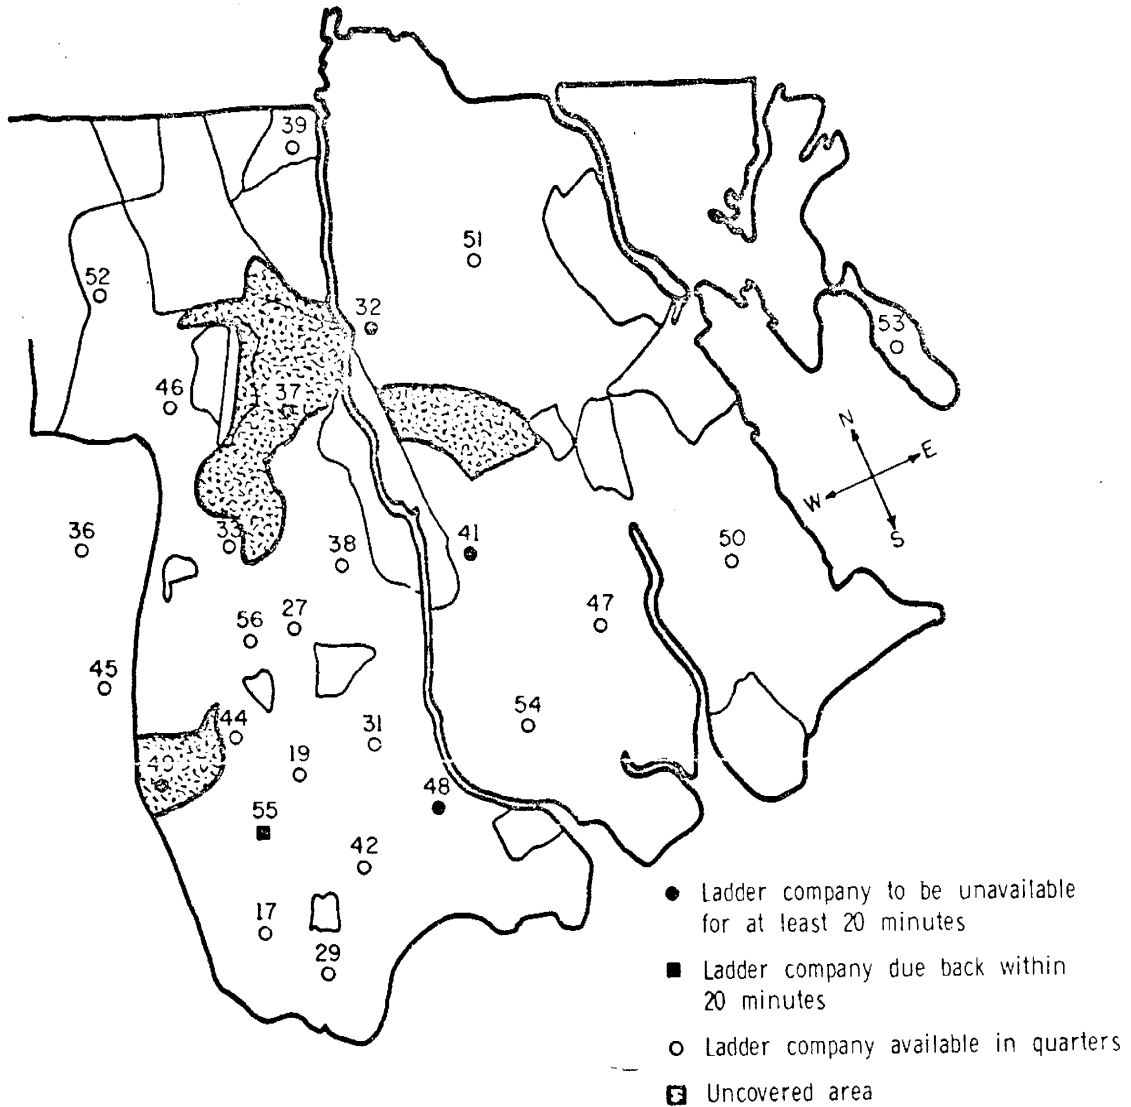 39
51
52
32
53
46
37
N
E
W
S
36
33
38
41
50
56
27
47
45
44
31
54
19
49
48
55
42
17
29
Ladder company to be unavailable
for at least 20 minutes
Ladder company due back within
20 minutes
Ladder company available in quarters
Uncovered area